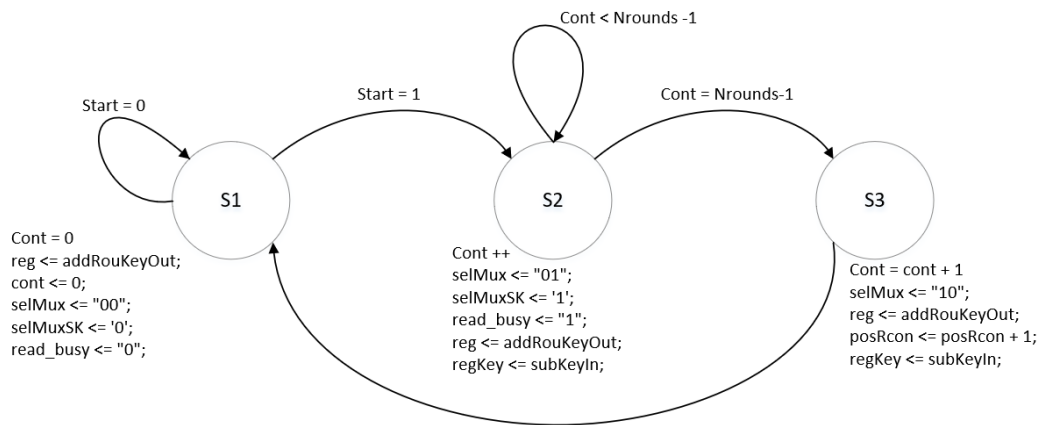 Cont < Nrounds -1
Start = 0
Start = 1
Cont = Nrounds-1
S1
S2
S3
Cont = 0
reg <= addRouKeyOut;
cont <= 0;
selMux <= "00";
selMuxSK <= '0';
read_busy <= "0";
Cont ++
selMux <= "01";
selMuxSK <= '1';
read_busy <= "1";
reg <= addRouKeyOut;
regKey <= subKeyIn;
Cont = cont + 1
selMux <= "10";
reg <= addRouKeyOut;
posRcon <= posRcon + 1;
regKey <= subKeyIn;